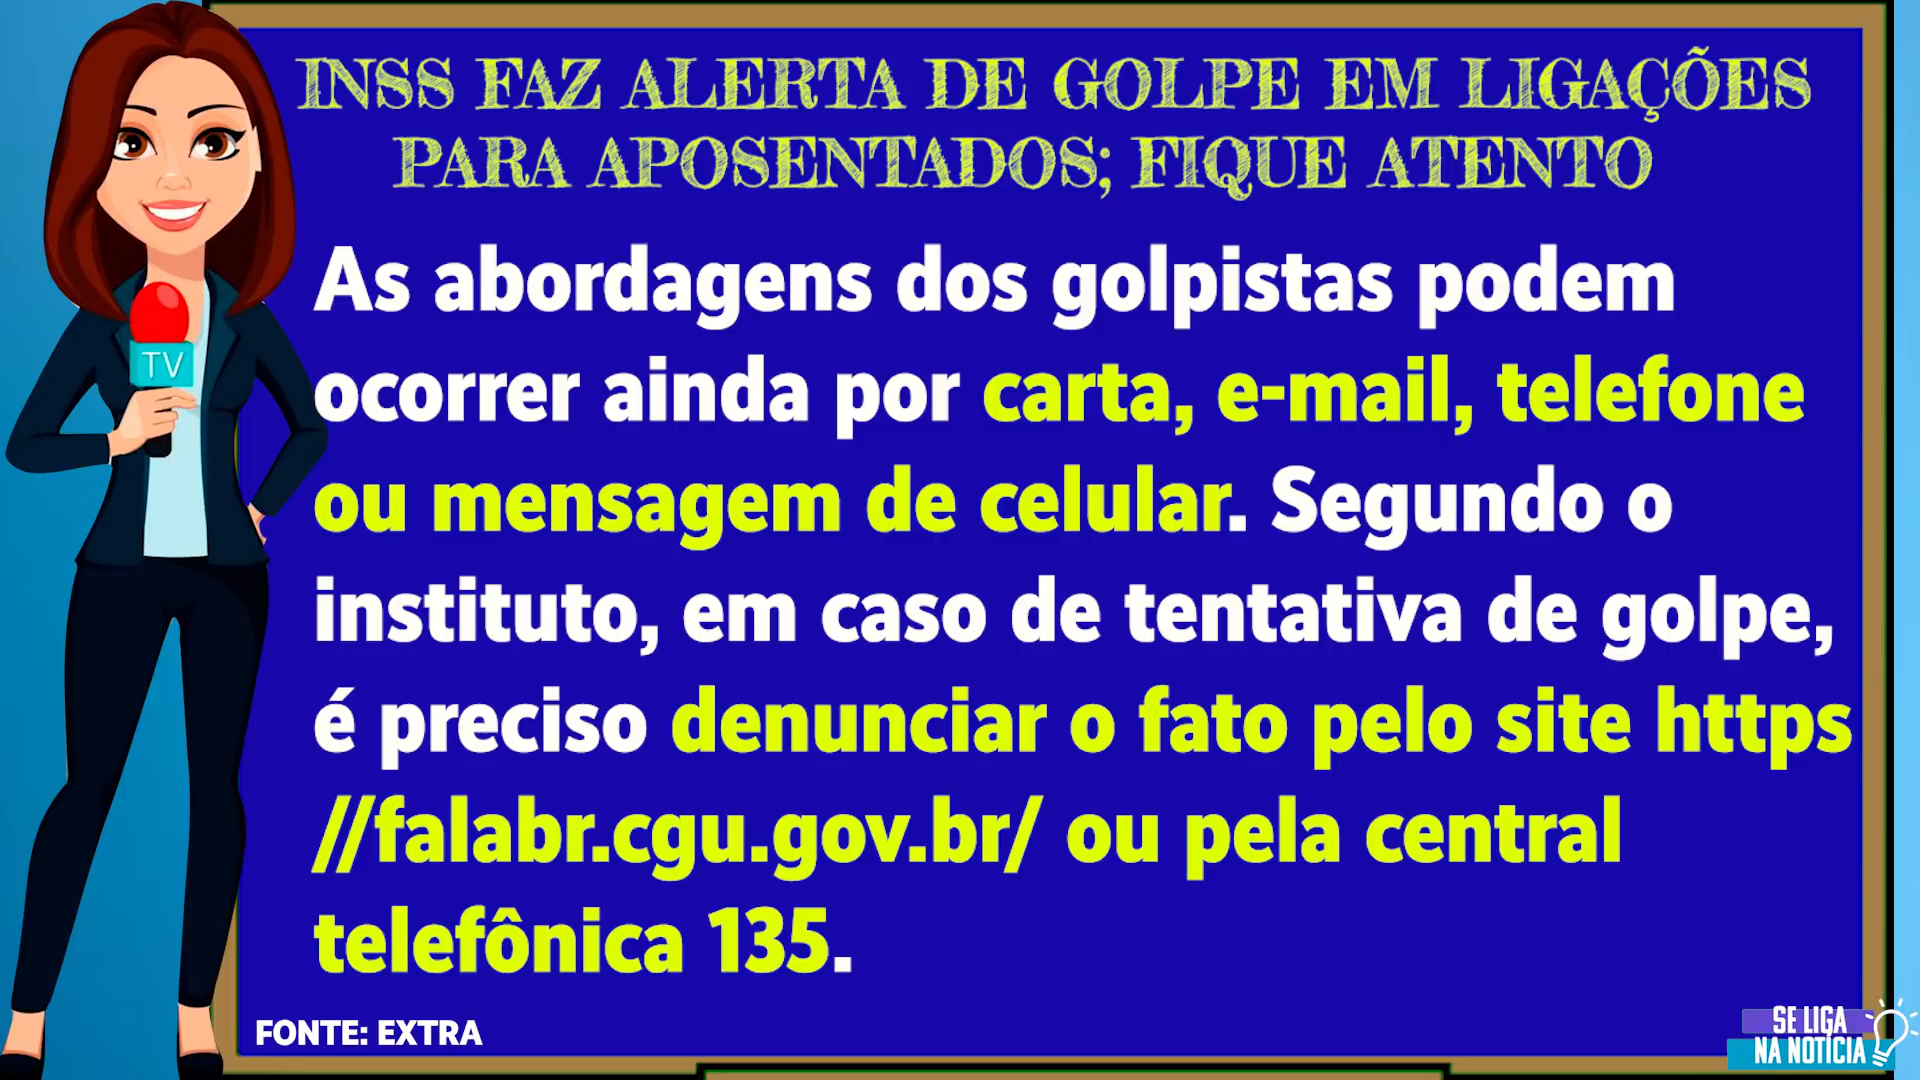 INSS FAZ ALERTA DE GOLPE EM LIGAÇÕES
PARA APOSENTADOS; FIQUE ATENTO
As abordagens dos golpistas podem
ocorrer ainda por carta, e-mail, telefone
ou mensagem de celular. Segundo o
instituto, em caso de tentativa de golpe,
é preciso denunciar o fato pelo site https
//falabr.cgu.gov.br/ ou pela central
telefônica 135.
TV
FONTE: EXTRA
SE LIGA
NA NOTÍCIA